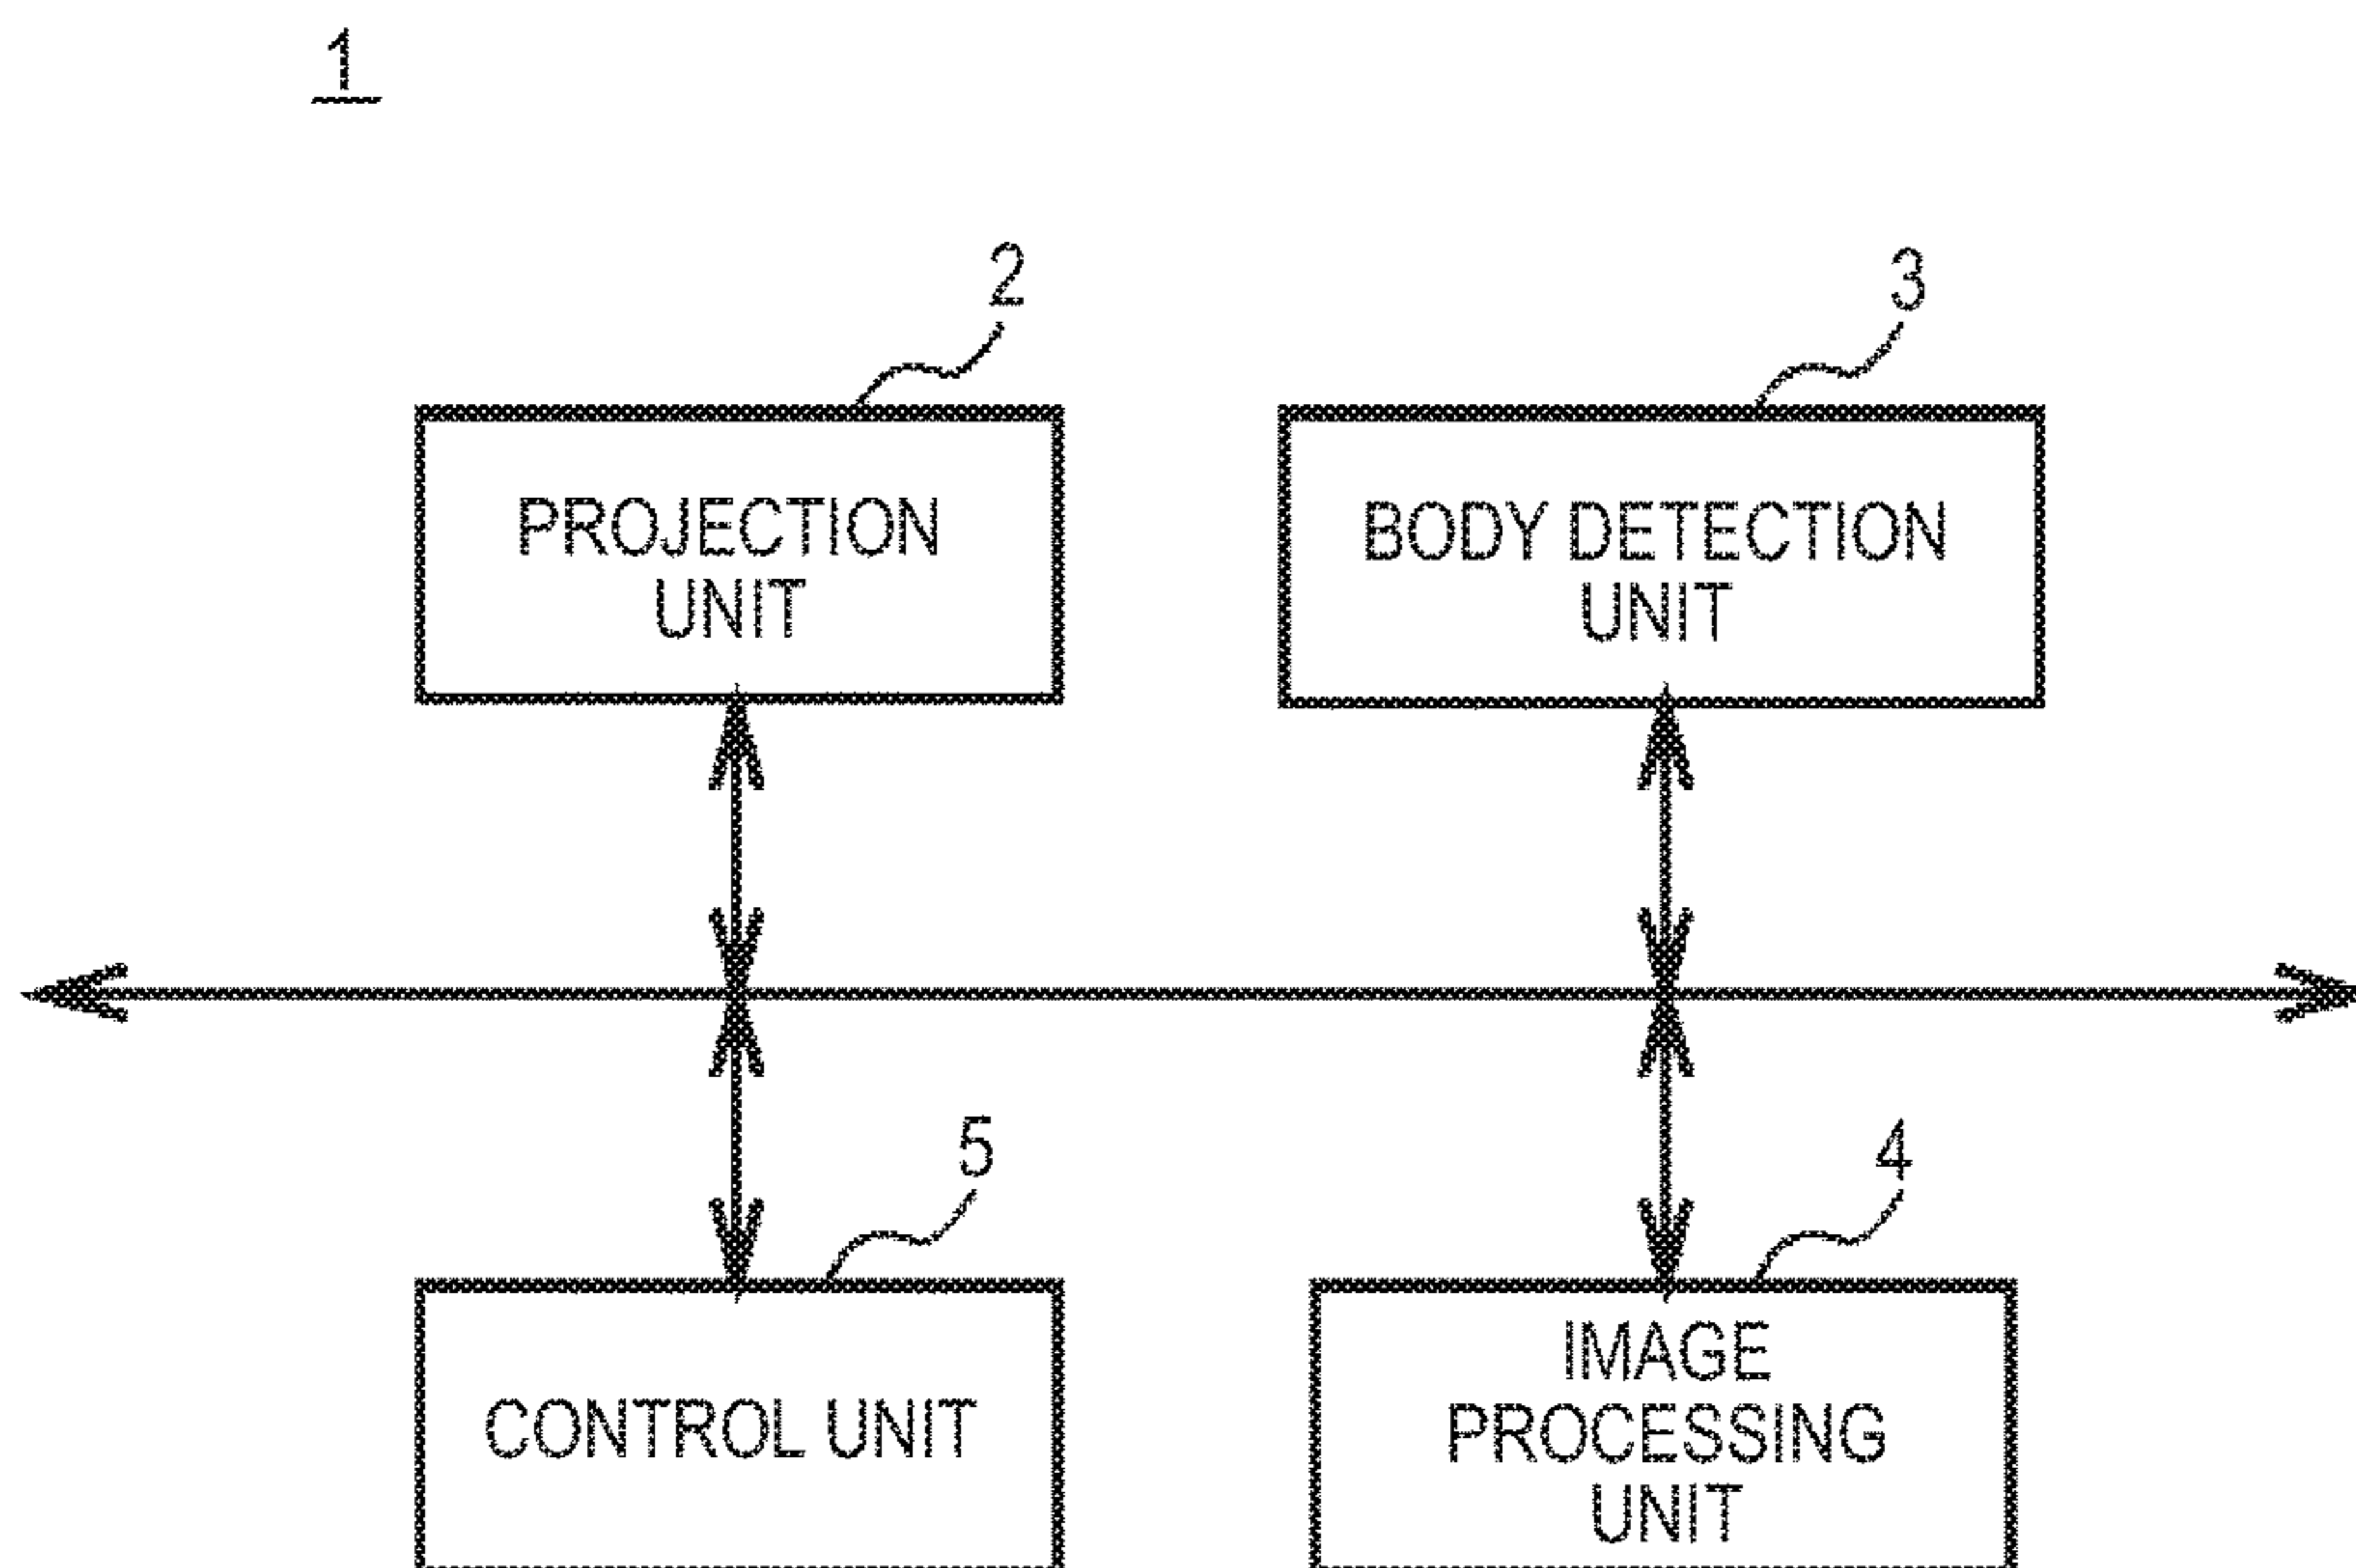 1
2
3
PROJECTION
UNIT
BODY DETECTION
UNIT
5
4
CONTROL UNIT
IMAGE
PROCESSING
UNIT